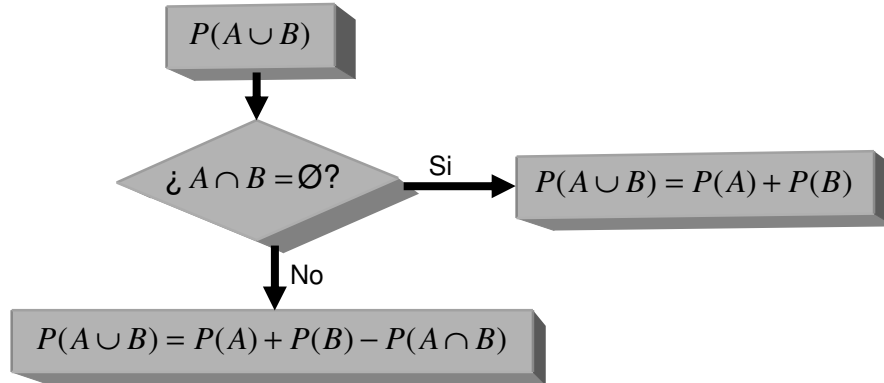 P(A ∪ B)
¿ A ∩ B = Ø?
Si
P(A ∪ B) = P(A) + P(B)
No
P(A ∪ B) = P(A) + P(B) − P(A ∩ B)